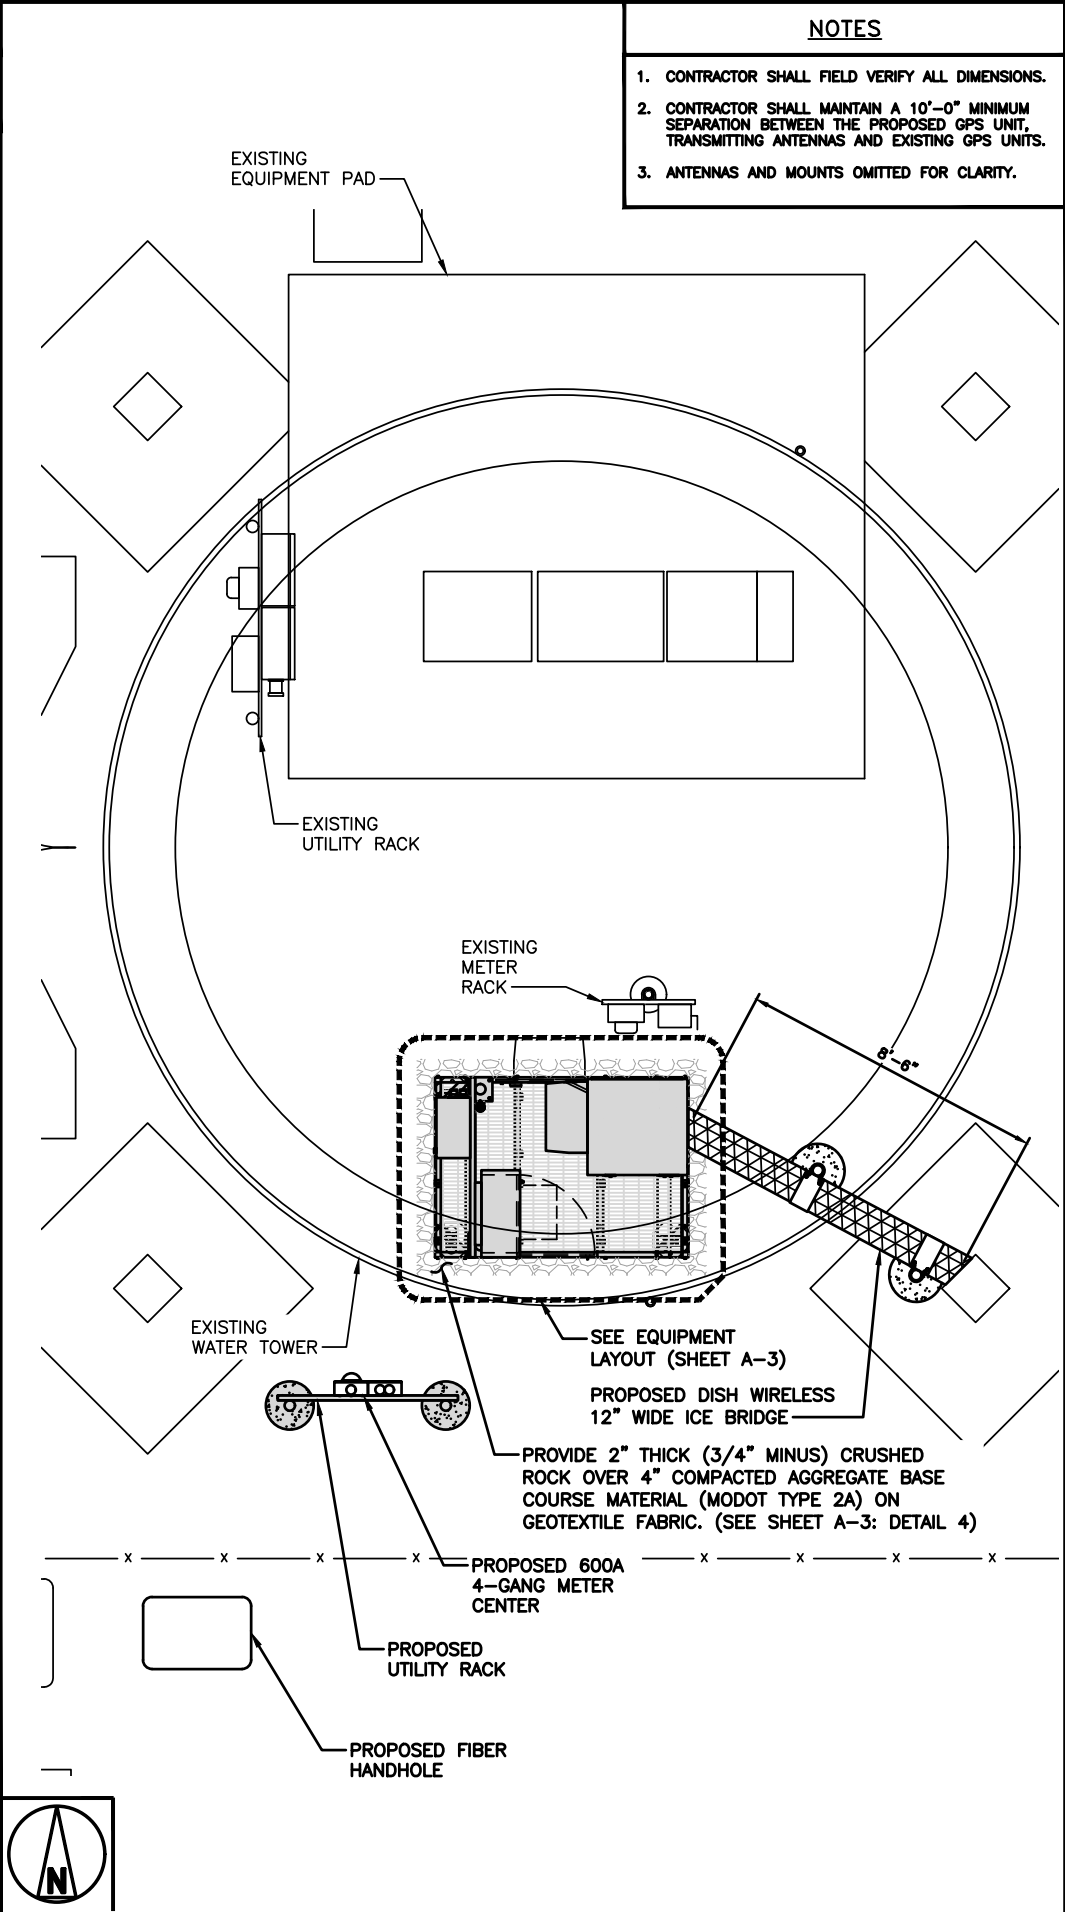 NOTES
1. CONTRACTOR SHALL FIELD VERIFY ALL DIMENSIONS.
2. CONTRACTOR SHALL MAINTAIN A 10'-0" MINIMUM
SEPARATION BETWEEN THE PROPOSED GPS UNIT,
TRANSMITTING ANTENNAS AND EXISTING GPS UNITS.
3. ANTENNAS AND MOUNTS OMITTED FOR CLARITY.
EXISTING
EQUIPMENT PAD
EXISTING
UTILITY RACK
EXISTING
METER
RACK
8'-6"
EXISTING
WATER TOWER
SEE EQUIPMENT
LAYOUT (SHEET A-3)
PROPOSED DISH WIRELESS
12" WIDE ICE BRIDGE
PROVIDE 2" THICK (3/4" MINUS) CRUSHED
ROCK OVER 4" COMPACTED AGGREGATE BASE
COURSE MATERIAL (MODOT TYPE 2A) ON
GEOTEXTILE FABRIC. (SEE SHEET A-3: DETAIL 4)
X X X X X X X X
PROPOSED 600A
4-GANG METER
CENTER
PROPOSED
UTILITY RACK
PROPOSED FIBER
HANDHOLE
N